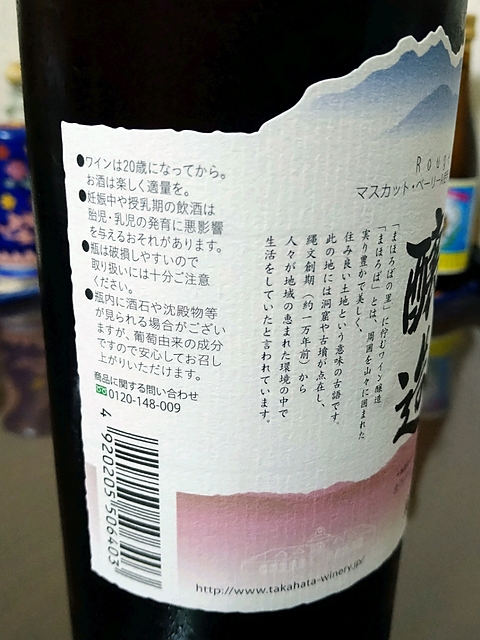 ●ワインは20歳になってから。
お酒は楽しく適量を。
●妊娠中や授乳期の飲酒は
胎児・乳児の発育に悪影響
を与えるおそれがあります。
●瓶は破損しやすいので
取り扱いには十分ご注意
ください。
●瓶内に酒石や沈殿物等
が見られる場合がござい
ますが、葡萄由来の成分
ですので安心してお召し
上がりいただけます。
商品に関する問い合わせ
0120-148-009
4920205506403
Rouge
マスカット・ベーリー
「まほろばの里」に佇むワイン醸造
「まほろば」とは、周囲を山々に囲まれた
実り豊かで美しく、
住み良い土地という意味の古語です。
此の地には洞窟や古墳が点在し、
縄文創期(約一万年前)から
人々が地域の恵まれた環境の中で
生活をしていたと言われています。
http://www.takahata-winery.jp/